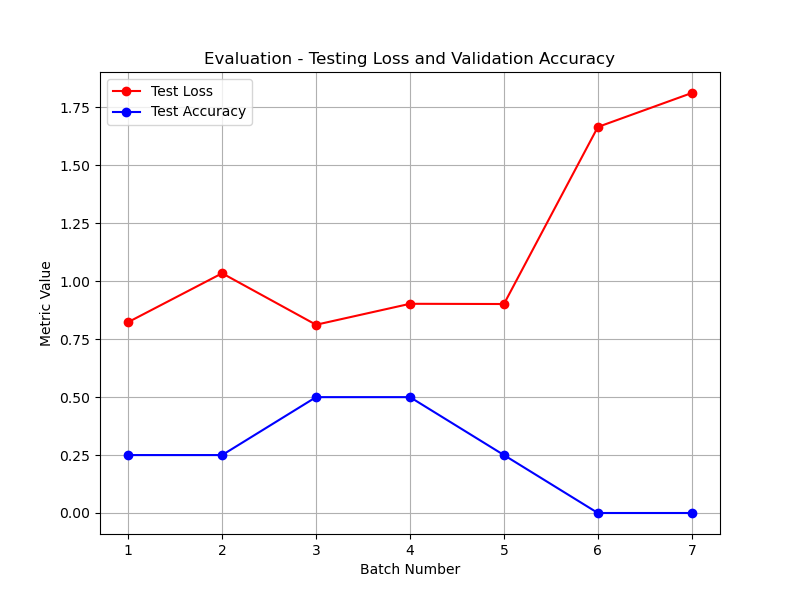 Evaluation - Testing Loss and Validation Accuracy
Test Loss
Test Accuracy
Metric Value
1.75
1.50
1.25
1.00
0.75
0.50
0.25
0.00
1 2 3 4 5 6 7
Batch Number